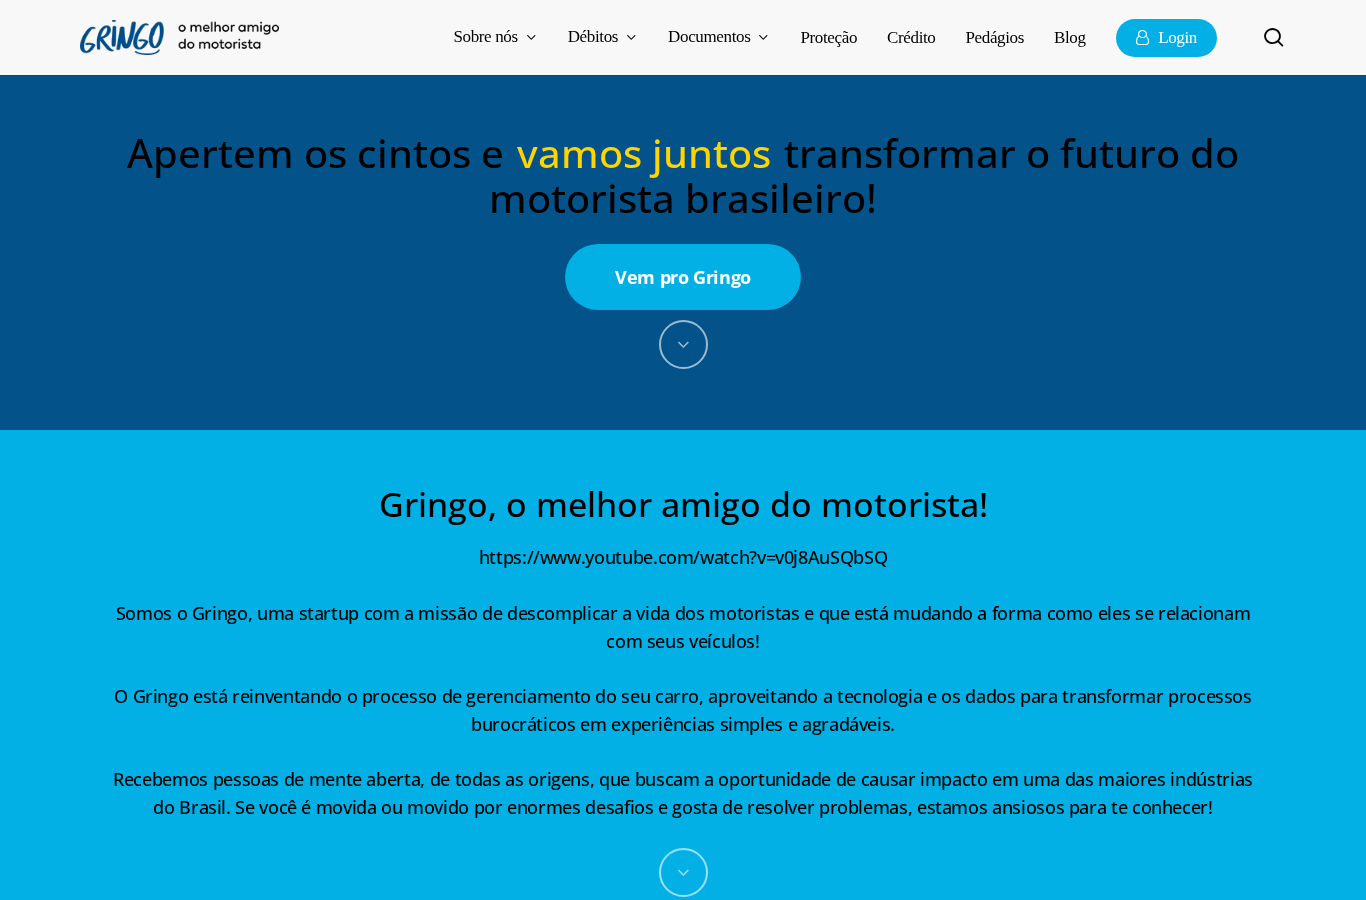 GRINGO o melhor amigo
do motorista
Sobre nós Débitos Documentos Proteção Crédito Pedágios Blog Login
Apertem os cintos e vamos juntos transformar o futuro do
motorista brasileiro!
Vem pro Gringo
Gringo, o melhor amigo do motorista!
https://www.youtube.com/watch?v=v0j8AuSQbSQ
Somos o Gringo, uma startup com a missão de descomplicar a vida dos motoristas e que está mudando a forma como eles se relacionam
com seus veículos!
O Gringo está reinventando o processo de gerenciamento do seu carro, aproveitando a tecnologia e os dados para transformar processos
burocráticos em experiências simples e agradáveis.
Recebemos pessoas de mente aberta, de todas as origens, que buscam a oportunidade de causar impacto em uma das maiores indústrias
do Brasil. Se você é movida ou movido por enormes desafios e gosta de resolver problemas, estamos ansiosos para te conhecer!